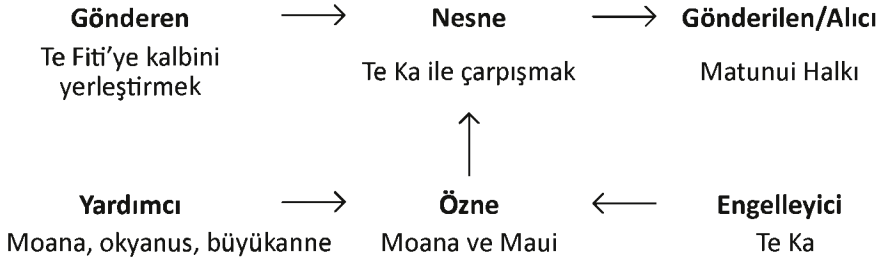 Gönderen Nesne Gönderilen/Alıcı
Te Fiti’ye kalbini
yerleştirmek
Te Ka ile çarpışmak Matunui Halkı
Yardımcı Özne Engelleyici
Moana, okyanus, büyükanne Moana ve Maui Te Ka